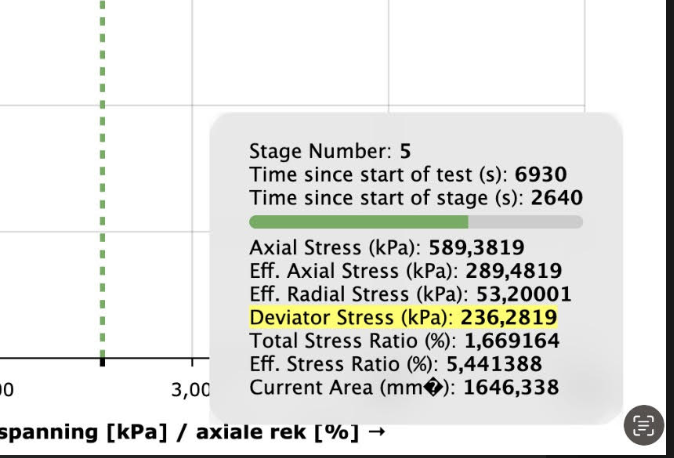 Stage Number: 5
Time since start of test (s): 6930
Time since start of stage (s): 2640
Axial Stress (kPa): 589,3819
Eff. Axial Stress (kPa): 289,4819
Eff. Radial Stress (kPa): 53,20001
Deviator Stress (kPa): 236,2819
Total Stress Ratio (%): 1,669164
Eff. Stress Ratio (%): 5,441388
Current Area (mm�): 1646,338
00 3,00
spanning [kPa] / axiale rek [%] →